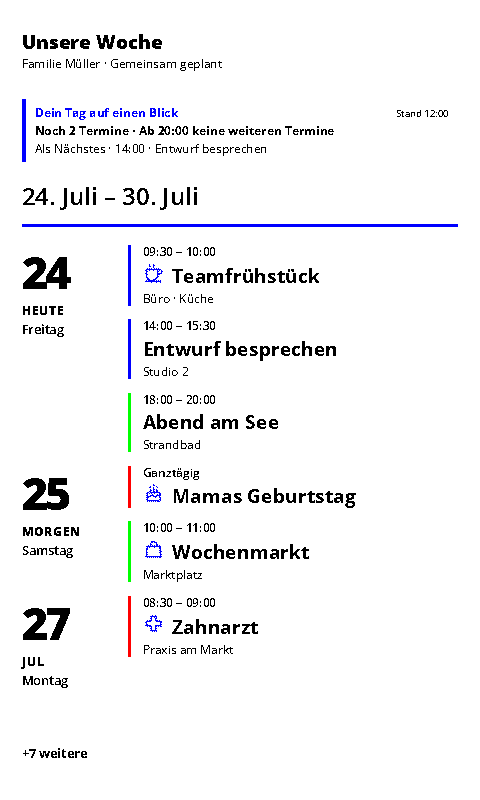 Unsere Woche
Familie Müller · Gemeinsam geplant
Dein Tag auf einen Blick
Stand 12:00
Noch 2 Termine · Ab 20:00 keine weiteren Termine
Als Nächstes · 14:00 · Entwurf besprechen
24. Juli – 30. Juli
24
HEUTE
Freitag
09:30 – 10:00
Teamfrühstück
Büro · Küche
14:00 – 15:30
Entwurf besprechen
Studio 2
18:00 – 20:00
Abend am See
Strandbad
25
MORGEN
Samstag
Ganztägig
Mamas Geburtstag
10:00 – 11:00
Wochenmarkt
Marktplatz
27
JUL
Montag
08:30 – 09:00
Zahnarzt
Praxis am Markt
+7 weitere